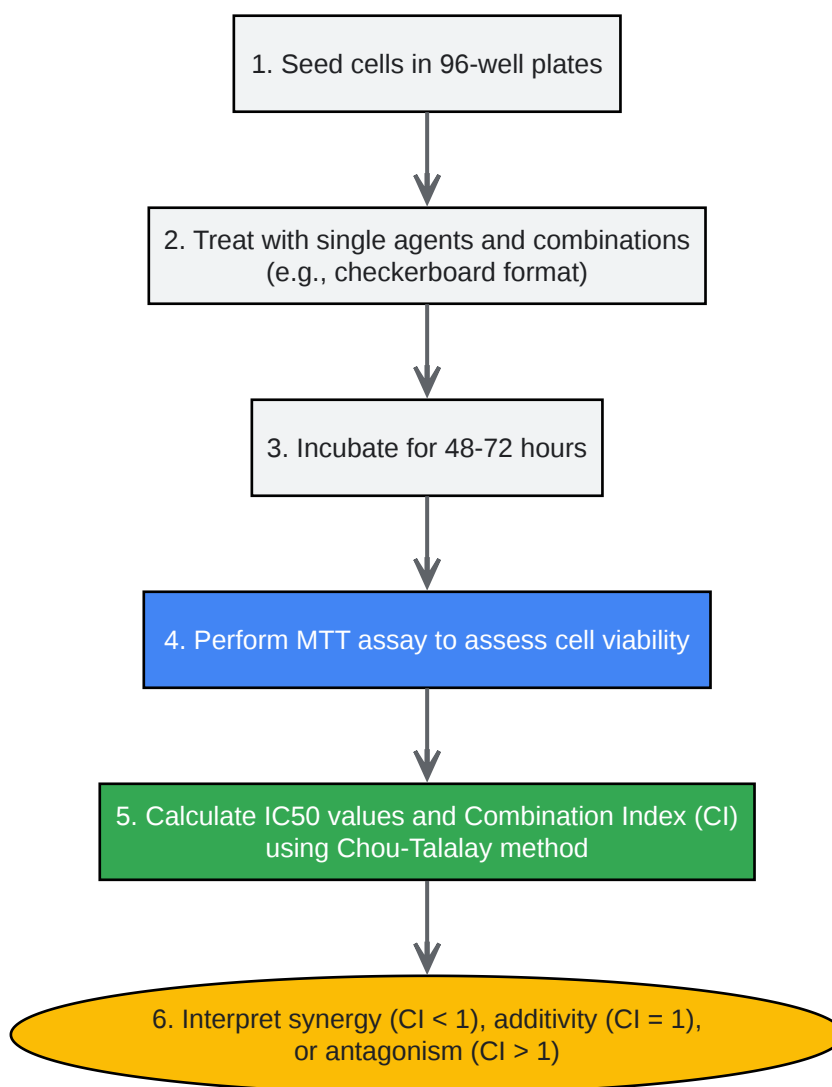 1. Seed cells in 96-well plates
2. Treat with single agents and combinations
(e.g., checkerboard format)
3. Incubate for 48-72 hours
4. Perform MTT assay to assess cell viability
5. Calculate IC50 values and Combination Index (CI)
using Chou-Talalay method
6. Interpret synergy (CI < 1), additivity (CI = 1),
or antagonism (CI > 1)